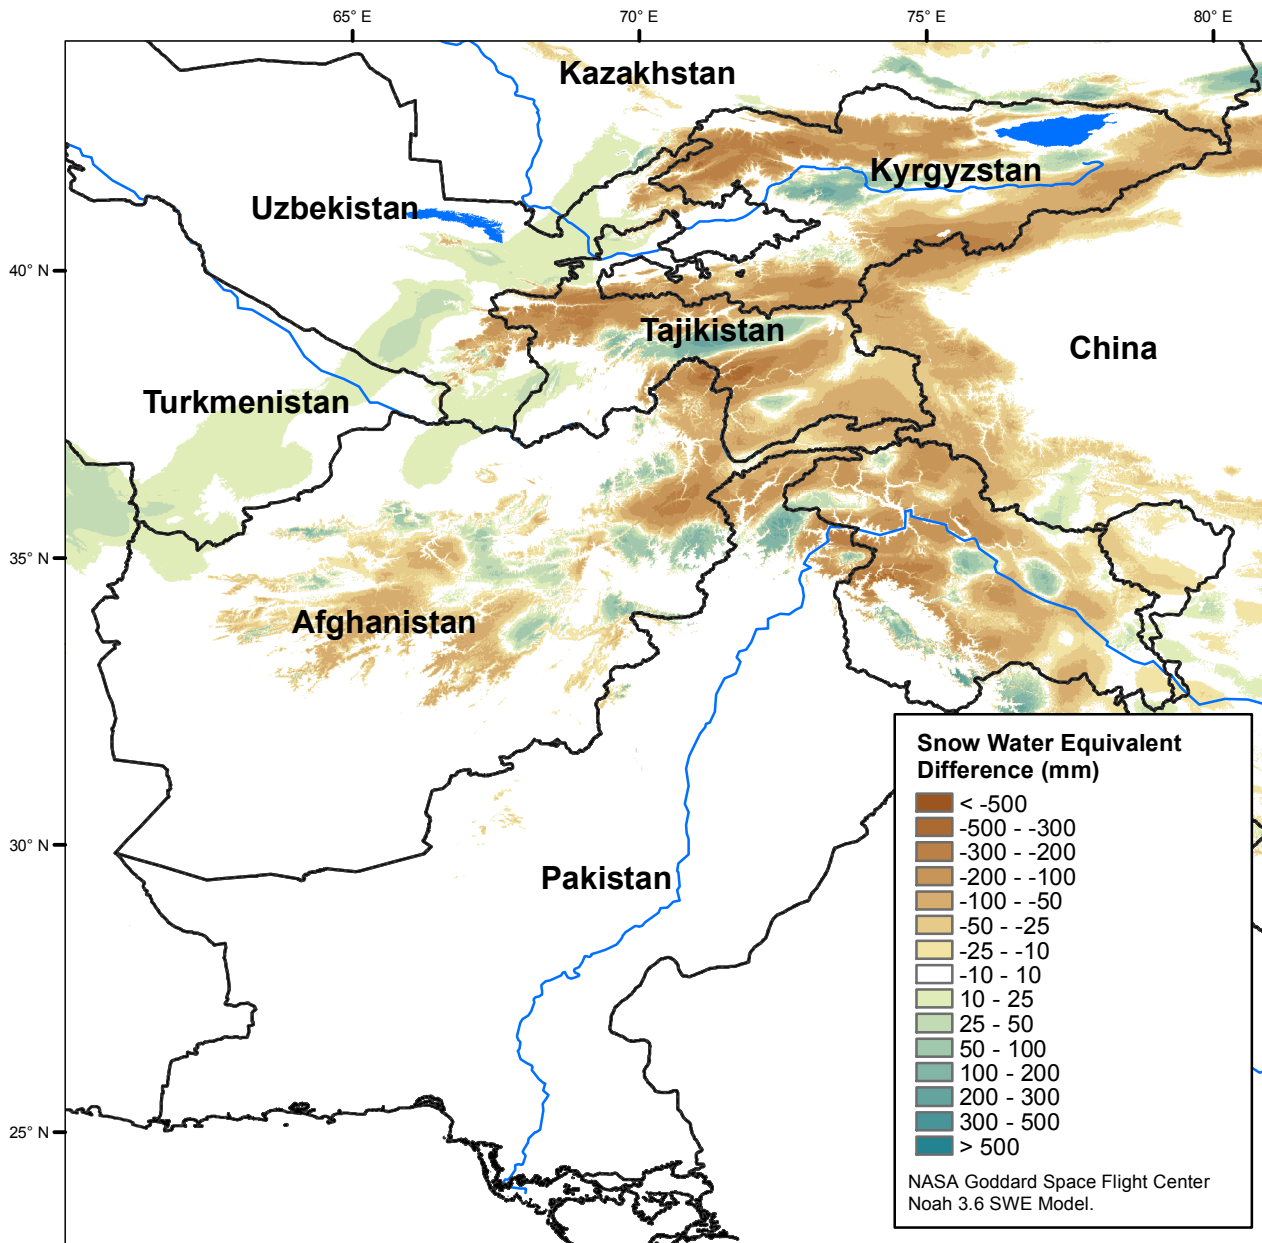 65° E
70° E
75° E
80° E
Kazakhstan
Kyrgyzstan
Uzbekistan
40° N
Tajikistan
China
Turkmenistan
35° N
Afghanistan
30° N
Pakistan
25° N
Snow Water Equivalent
Difference (mm)
< -500
-500 - -300
-300 - -200
-200 - -100
-100 - -50
-50 - -25
-25 - -10
-10 - 10
10 - 25
25 - 50
50 - 100
100 - 200
200 - 300
300 - 500
> 500
NASA Goddard Space Flight Center
Noah 3.6 SWE Model.